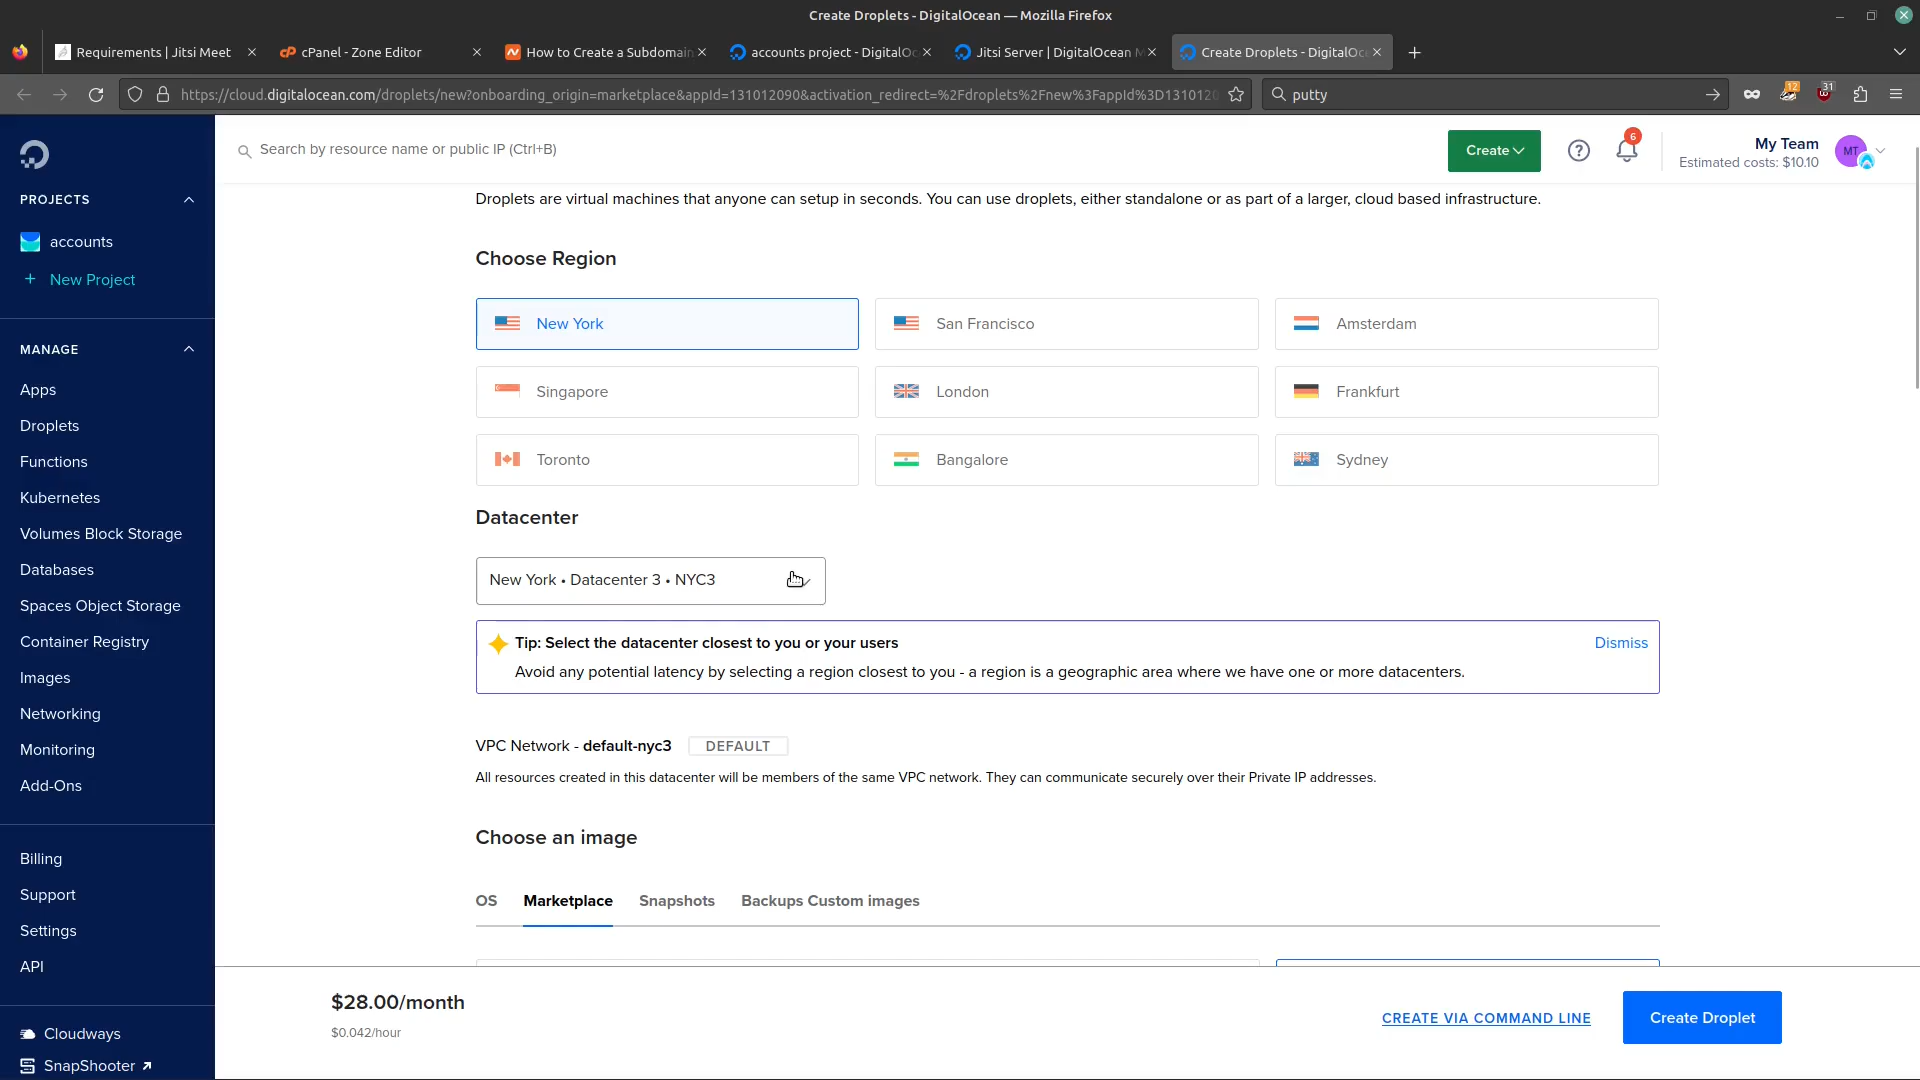 Create Droplets - DigitalOcean — Mozilla Firefox
Requirements | Jitsi Meet
cPanel - Zone Editor
How to Create a Subdomain
accounts project - DigitalOc
Jitsi Server | DigitalOcean M
Create Droplets - DigitalOce
https://cloud.digitalocean.com/droplets/new?onboarding_origin=marketplace&appId=131012090&activation_redirect=%2Fdroplets%2Fnew%3FappId%3D1310120
putty
12
31
Search by resource name or public IP (Ctrl+B)
Create
6
My Team
Estimated costs: $10.10
MT
PROJECTS
accounts
+ New Project
MANAGE
Apps
Droplets
Functions
Kubernetes
Volumes Block Storage
Databases
Spaces Object Storage
Container Registry
Images
Networking
Monitoring
Add-Ons
Billing
Support
Settings
API
Cloudways
SnapShooter
Droplets are virtual machines that anyone can setup in seconds. You can use droplets, either standalone or as part of a larger, cloud based infrastructure.
Choose Region
New York
San Francisco
Amsterdam
Singapore
London
Frankfurt
Toronto
Bangalore
Sydney
Datacenter
New York • Datacenter 3 • NYC3
Tip: Select the datacenter closest to you or your users
Dismiss
Avoid any potential latency by selecting a region closest to you - a region is a geographic area where we have one or more datacenters.
VPC Network - default-nyc3 DEFAULT
All resources created in this datacenter will be members of the same VPC network. They can communicate securely over their Private IP addresses.
Choose an image
OS Marketplace Snapshots Backups Custom images
$28.00/month
$0.042/hour
CREATE VIA COMMAND LINE
Create Droplet